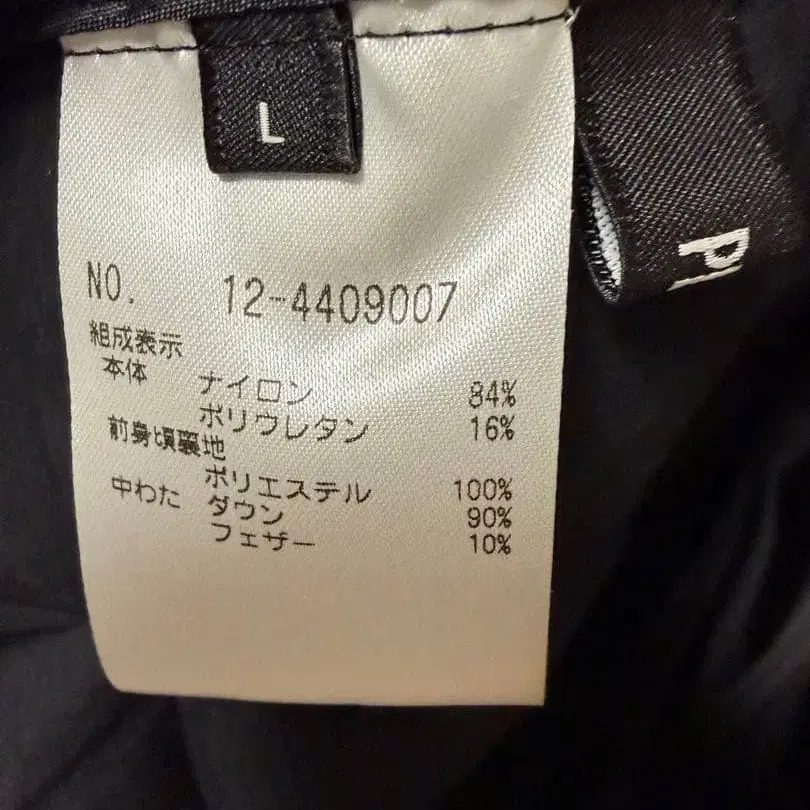 L
NO. 12-4409007
組成表示
本体 ナイロン 84%
ポリウレタン 16%
前身頃裏地
ポリエステル 100%
中わた ダウン 90%
フェザー 10%